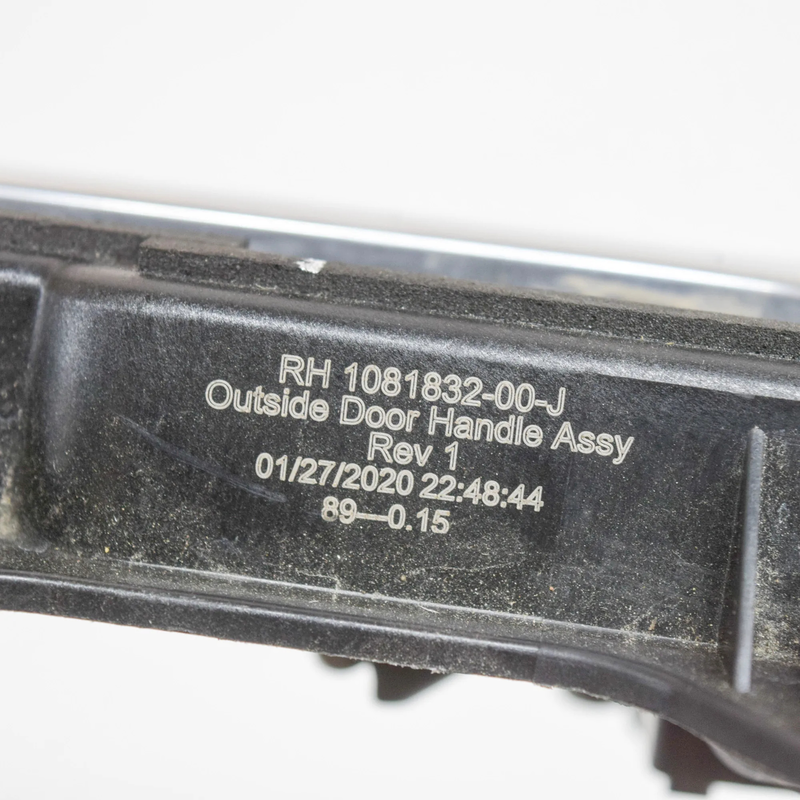 RH 1081832-00-J
Outside Door Handle Assy
Rev 1
01/27/2020 22:48:44
89—0.15